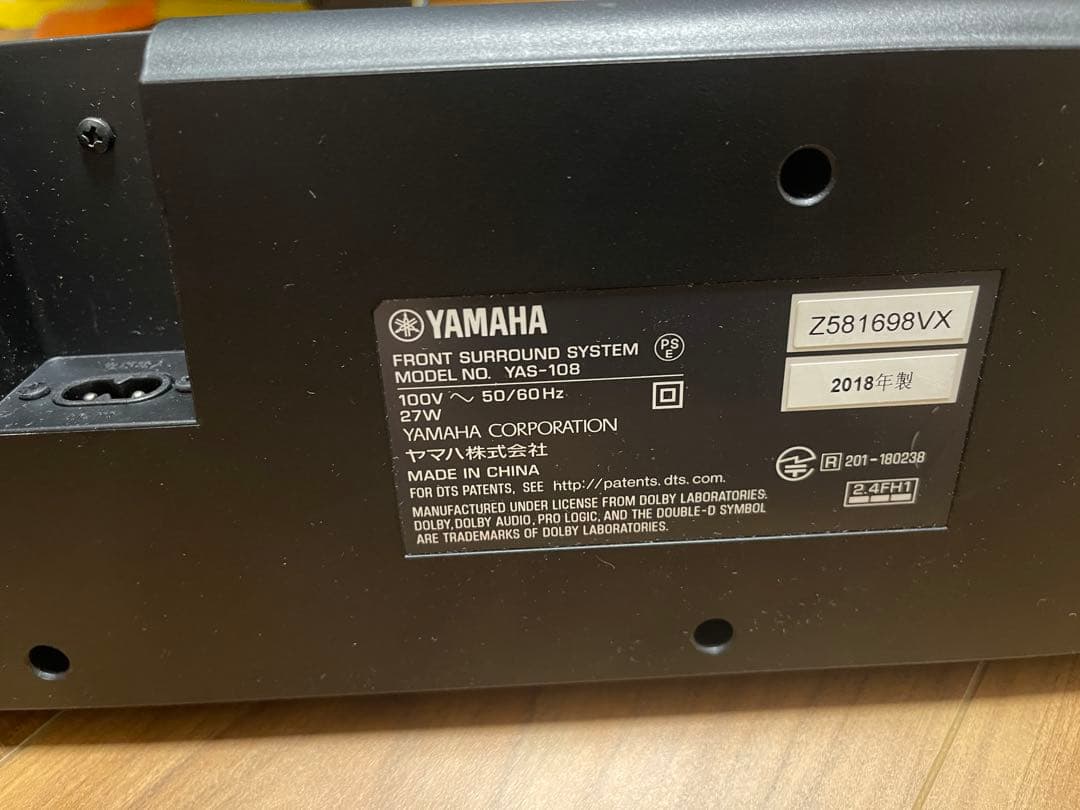 YAMAHA
FRONT SURROUND SYSTEM
PS
E
MODEL NO. YAS-108
100V ～ 50/60Hz
27W
YAMAHA CORPORATION
ヤマハ株式会社
MADE IN CHINA
FOR DTS PATENTS, SEE http://patents.dts.com.
MANUFACTURED UNDER LICENSE FROM DOLBY LABORATORIES.
DOLBY, DOLBY AUDIO, PRO LOGIC, AND THE DOUBLE-D SYMBOL
ARE TRADEMARKS OF DOLBY LABORATORIES.
Z581698VX
2018年製
R 201-180238
2.4FH1